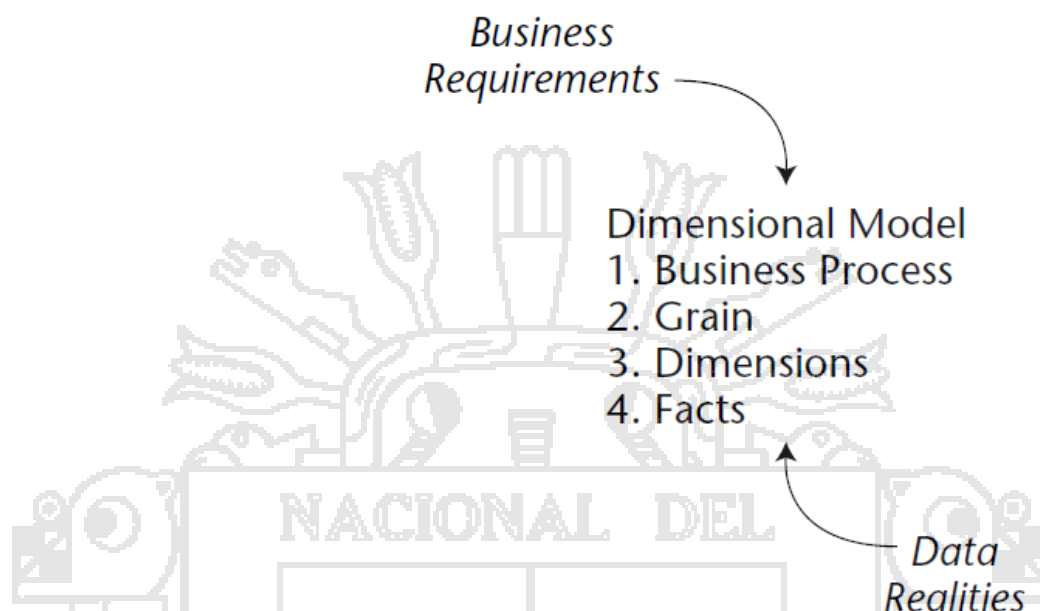 Business
Requirements
Dimensional Model
1. Business Process
2. Grain
3. Dimensions
4. Facts
NACIONAL DEL
Data
Realities